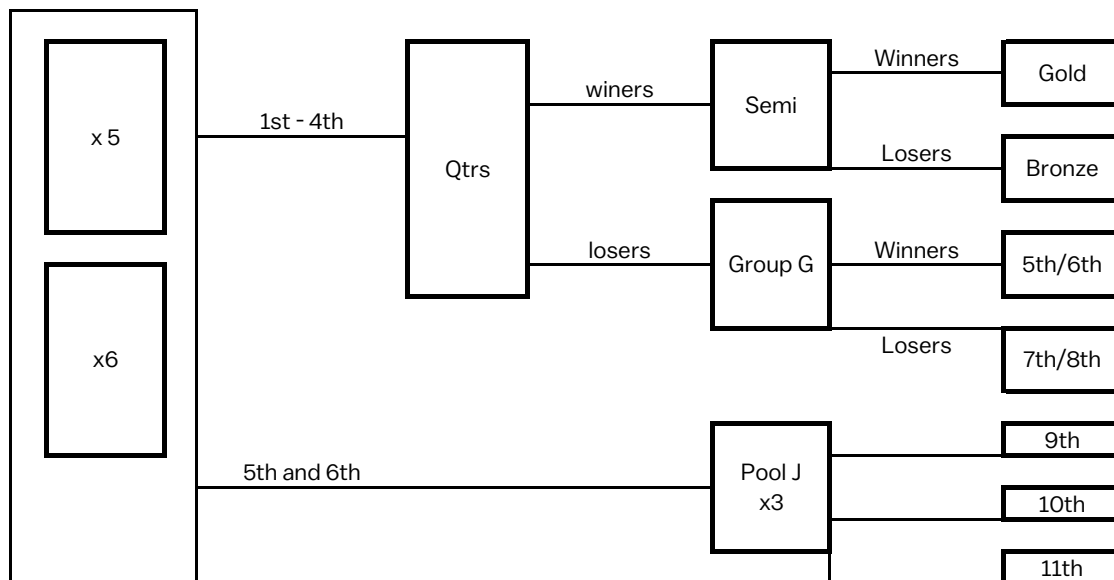 Winners
Gold
winers
Semi
x 5
1st - 4th
Losers
Bronze
Qtrs
losers
Group G
Winners
5th/6th
Losers
x6
7th/8th
9th
5th and 6th
Pool J
x3
10th
11th